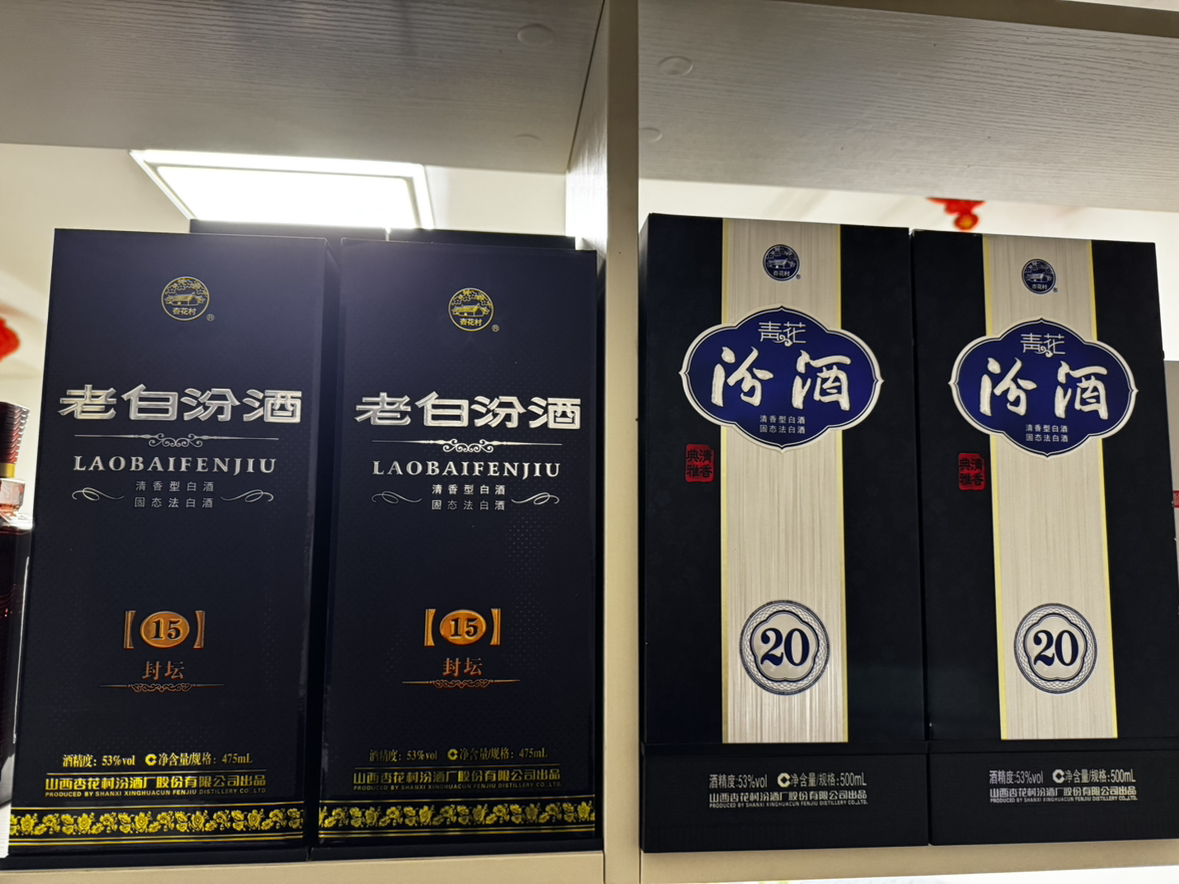 杏花村
®
老白汾酒
LAOBAIFENJIU
清香型白酒
固态法白酒
15
封坛
酒精度：53%vol 净含量/规格：475mL
山西杏花村汾酒厂股份有限公司出品
PRODUCED BY SHANXI XINGHUACUN FENJIU DISTILLERY CO.,LTD.
杏花村
®
老白汾酒
LAOBAIFENJIU
清香型白酒
固态法白酒
15
封坛
酒精度：53%vol 净含量/规格：475mL
山西杏花村汾酒厂股份有限公司出品
PRODUCED BY SHANXI XINGHUACUN FENJIU DISTILLERY CO.,LTD.
杏花村
®
青花
汾酒
清香型白酒
固态法白酒
清香
典雅
20
酒精度:53%vol 净含量/规格:500mL
山西杏花村汾酒厂股份有限公司出品
PRODUCED BY SHANXI XINGHUACUN FENJIU DISTILLERY CO.,LTD.
杏花村
®
青花
汾酒
清香型白酒
固态法白酒
清香
典雅
20
酒精度:53%vol 净含量/规格:500mL
山西杏花村汾酒厂股份有限公司出品
PRODUCED BY SHANXI XINGHUACUN FENJIU DISTILLERY CO.,LTD.